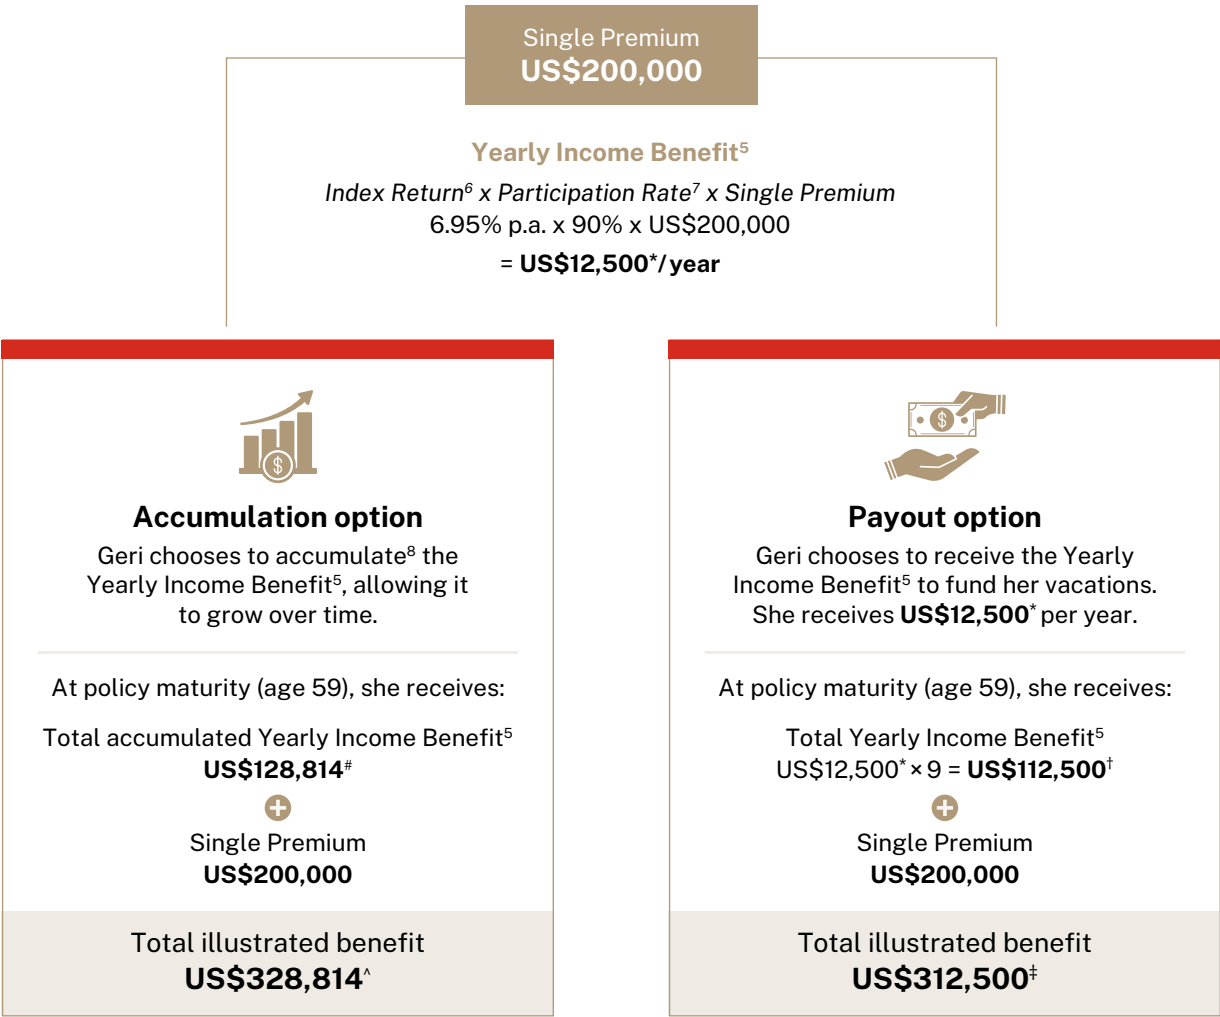 Single Premium
US$200,000
Yearly Income Benefit⁵
Index Return⁶ x Participation Rate⁷ x Single Premium
6.95% p.a. x 90% x US$200,000
= US$12,500*/year
$
Accumulation option
Geri chooses to accumulate⁸ the
Yearly Income Benefit⁵, allowing it
to grow over time.
At policy maturity (age 59), she receives:
Total accumulated Yearly Income Benefit⁵
US$128,814#
+
Single Premium
US$200,000
Total illustrated benefit
US$328,814^
$
Payout option
Geri chooses to receive the Yearly
Income Benefit⁵ to fund her vacations.
She receives US$12,500* per year.
At policy maturity (age 59), she receives:
Total Yearly Income Benefit⁵
US$12,500* × 9 = US$112,500†
+
Single Premium
US$200,000
Total illustrated benefit
US$312,500‡